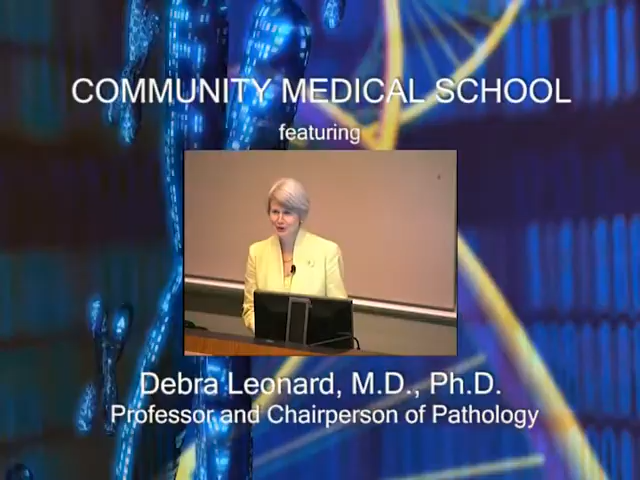 COMMUNITY MEDICAL SCHOOL
featuring
Debra Leonard, M.D., Ph.D.
Professor and Chairperson of Pathology